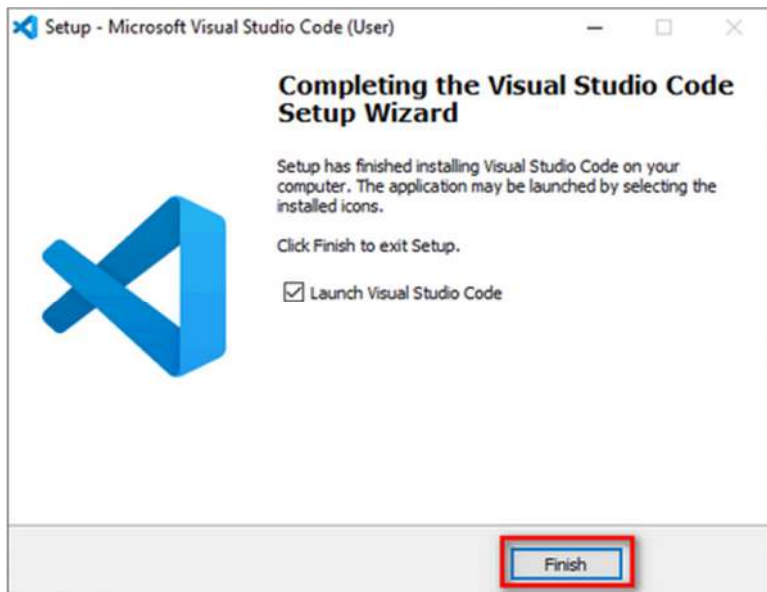 Setup - Microsoft Visual Studio Code (User)
Completing the Visual Studio Code
Setup Wizard
Setup has finished installing Visual Studio Code on your
computer. The application may be launched by selecting the
installed icons.
Click Finish to exit Setup.
Launch Visual Studio Code
Finish